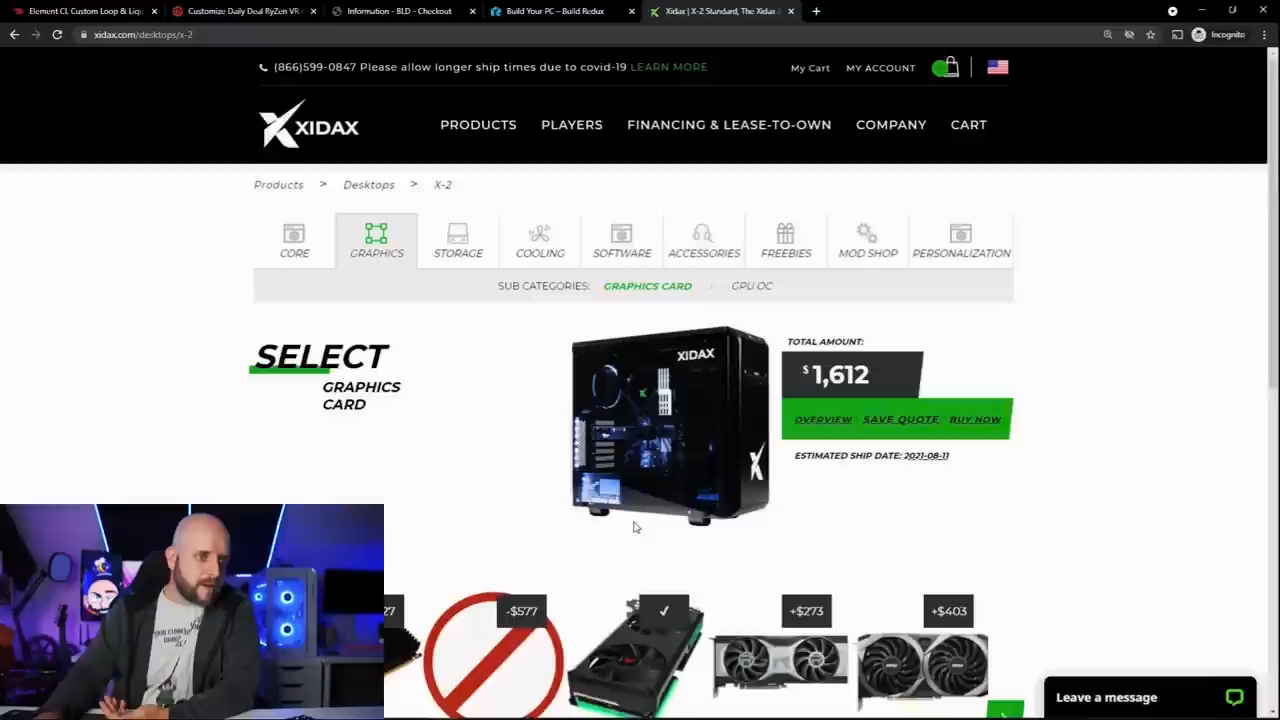 Element CL Custom Loop & Liqu
Customize Daily Deal RyZen VR
Information - BLD - Checkout
Build Your PC – Build Redux
Xidax | X-2 Standard, The Xidax
xidax.com/desktops/x-2
Incognito
(866)599-0847 Please allow longer ship times due to covid-19 LEARN MORE
My Cart
MY ACCOUNT
XIDAX
PRODUCTS
PLAYERS
FINANCING & LEASE-TO-OWN
COMPANY
CART
Products > Desktops > X-2
CORE
GRAPHICS
STORAGE
COOLING
SOFTWARE
ACCESSORIES
FREEBIES
MOD SHOP
PERSONALIZATION
SUB CATEGORIES: GRAPHICS CARD / GPU OC
SELECT
GRAPHICS
CARD
XIDAX
TOTAL AMOUNT:
$1,612
OVERVIEW
SAVE QUOTE
BUY NOW
ESTIMATED SHIP DATE: 2021-08-11
27
-$577
+$273
+$403
Leave a message